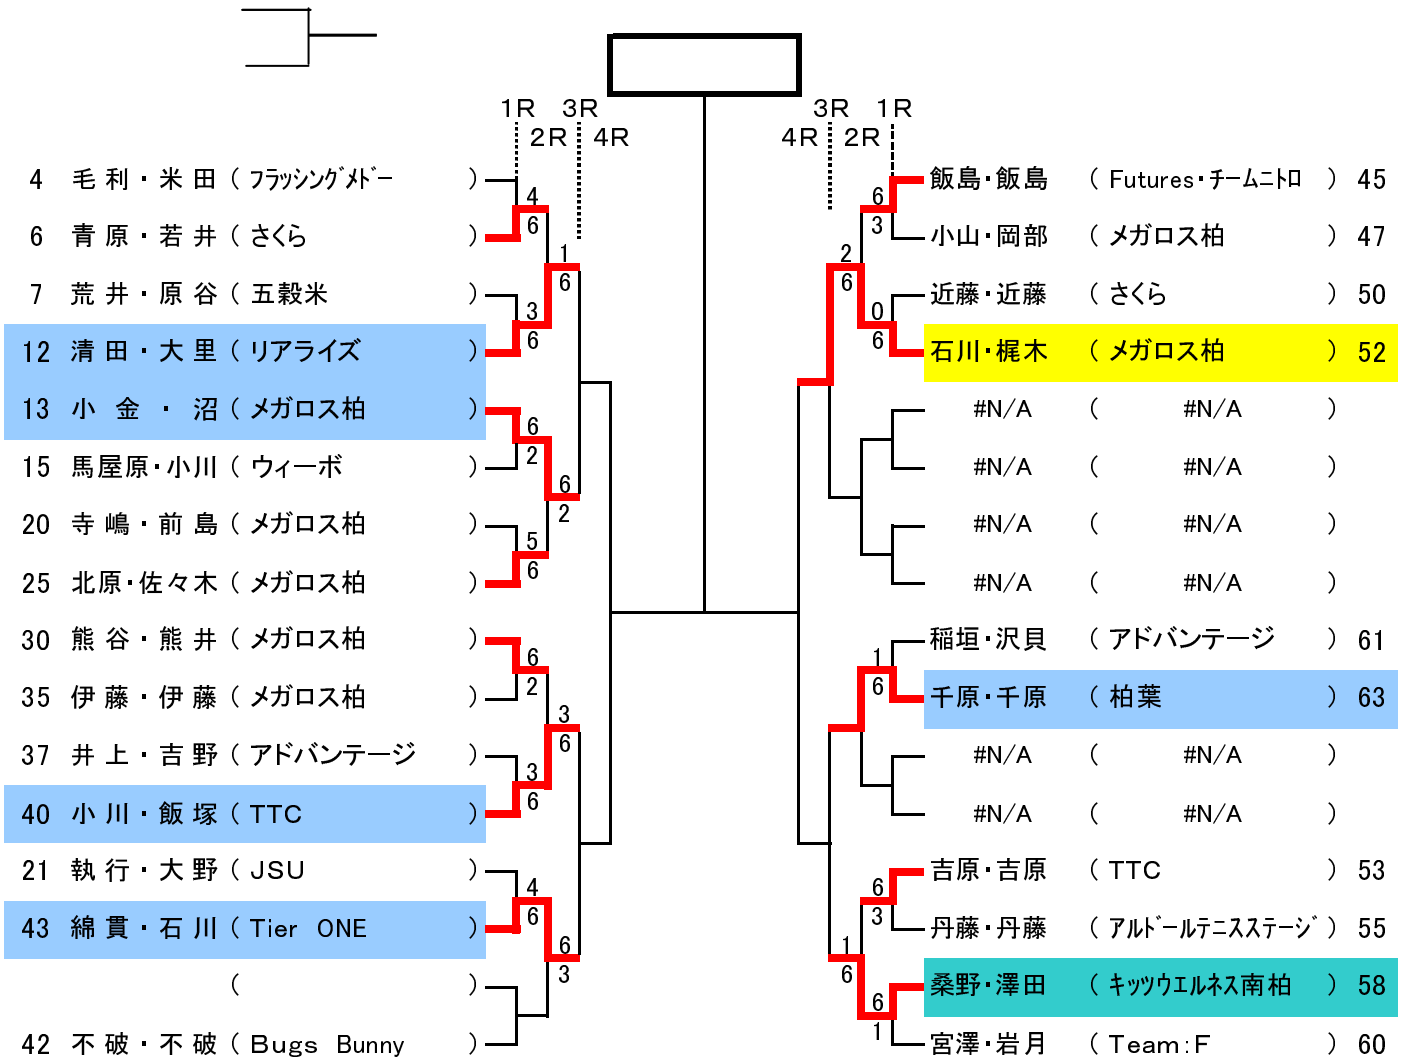 1R 3R 3R 1R
2R 4R 4R 2R
4 毛利・米田 ( フラッシングメドー )
4
6
6 青原・若井 ( さくら )
1
6
7 荒井・原谷 ( 五穀米 )
3
6
12 清田・大里 ( リアライズ )
13 小金・沼 ( メガロス柏 )
6
2
15 馬屋原・小川 ( ウィーボ )
6
2
20 寺嶋・前島 ( メガロス柏 )
5
6
25 北原・佐々木 ( メガロス柏 )
30 熊谷・熊井 ( メガロス柏 )
6
2
35 伊藤・伊藤 ( メガロス柏 )
3
6
37 井上・吉野 ( アドバンテージ )
3
6
40 小川・飯塚 ( TTC )
21 執行・大野 ( JSU )
4
6
43 綿貫・石川 ( Tier ONE )
6
3
( )
42 不破・不破 ( Bugs Bunny )
飯島・飯島 ( Futures・チームニトロ ) 45
6
3
小山・岡部 ( メガロス柏 ) 47
2
6
近藤・近藤 ( さくら ) 50
0
6
石川・梶木 ( メガロス柏 ) 52
#N/A ( #N/A )
#N/A ( #N/A )
#N/A ( #N/A )
#N/A ( #N/A )
稲垣・沢貝 ( アドバンテージ ) 61
1
6
千原・千原 ( 柏葉 ) 63
#N/A ( #N/A )
#N/A ( #N/A )
吉原・吉原 ( TTC ) 53
6
3
丹藤・丹藤 ( アルドールテニスステージ ) 55
1
6
桑野・澤田 ( キッツウエルネス南柏 ) 58
6
1
宮澤・岩月 ( Team:F ) 60